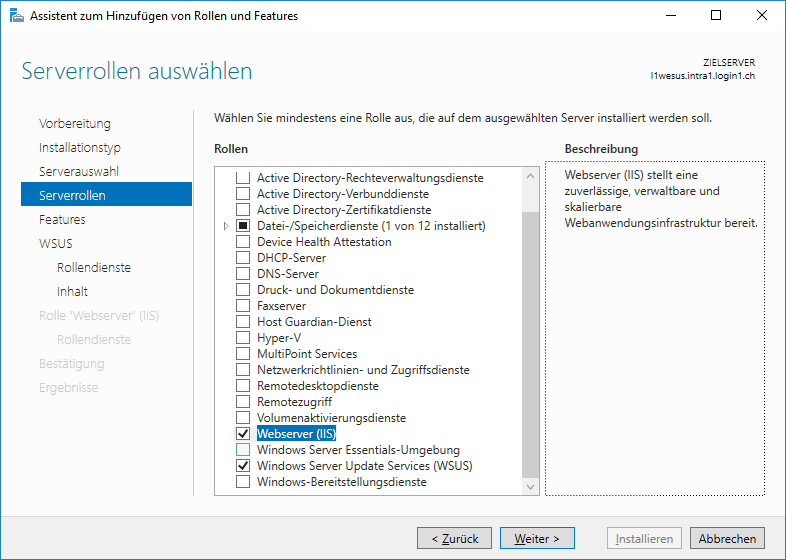 Assistent zum Hinzufügen von Rollen und Features
Serverrollen auswählen
ZIELSERVER
l1wesus.intra1.login1.ch
Vorbereitung
Installationstyp
Serverauswahl
Serverrollen
Features
WSUS
Rollendienste
Inhalt
Rolle 'Webserver' (IIS)
Rollendienste
Bestätigung
Ergebnisse
Wählen Sie mindestens eine Rolle aus, die auf dem ausgewählten Server installiert werden soll.
Rollen
Active Directory-Rechteverwaltungsdienste
Active Directory-Verbunddienste
Active Directory-Zertifikatdienste
Datei-/Speicherdienste (1 von 12 installiert)
Device Health Attestation
DHCP-Server
DNS-Server
Druck- und Dokumentdienste
Faxserver
Host Guardian-Dienst
Hyper-V
MultiPoint Services
Netzwerkrichtlinien- und Zugriffsdienste
Remotedesktopdienste
Remotezugriff
Volumenaktivierungsdienste
Webserver (IIS)
Windows Server Essentials-Umgebung
Windows Server Update Services (WSUS)
Windows-Bereitstellungsdienste
Beschreibung
Webserver (IIS) stellt eine
zuverlässige, verwaltbare und
skalierbare
Webanwendungsinfrastruktur bereit.
< Zurück
Weiter >
Installieren
Abbrechen